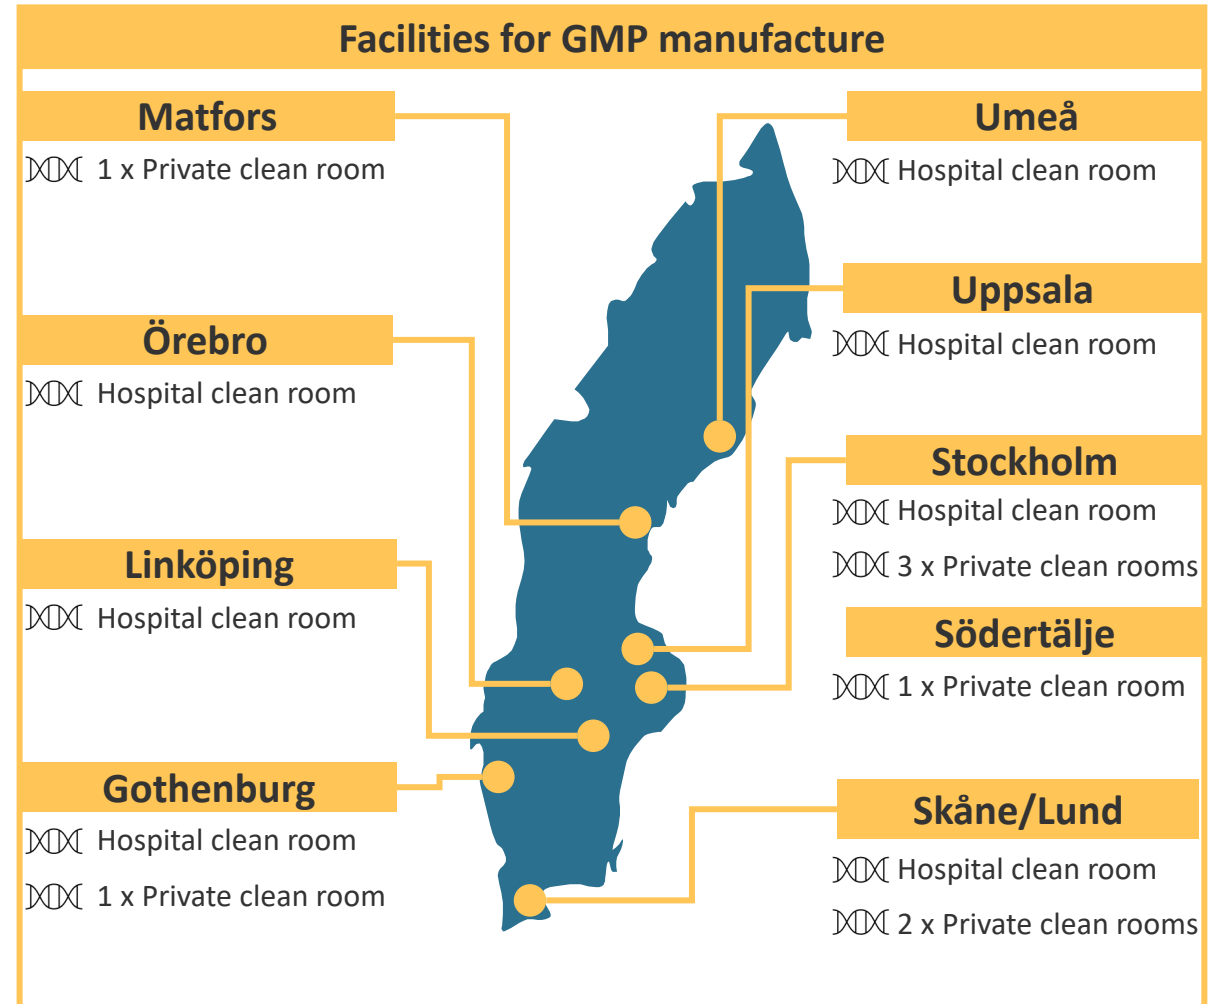 Facilities for GMP manufacture
Matfors
1 x Private clean room
Örebro
Hospital clean room
Linköping
Hospital clean room
Gothenburg
Hospital clean room
1 x Private clean room
Umeå
Hospital clean room
Uppsala
Hospital clean room
Stockholm
Hospital clean room
3 x Private clean rooms
Södertälje
1 x Private clean room
Skåne/Lund
Hospital clean room
2 x Private clean rooms